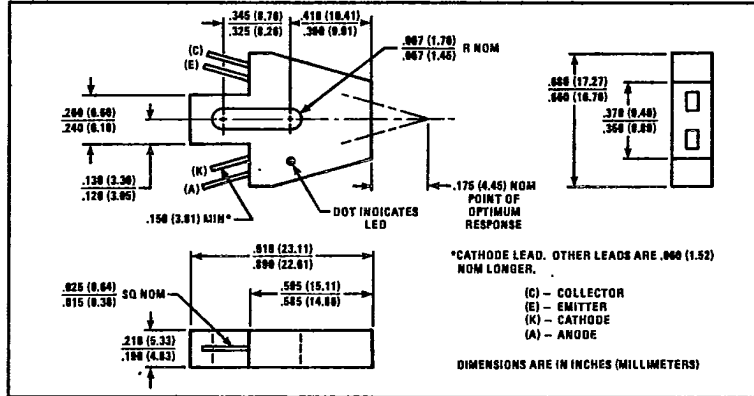 .345 (8.76) .410 (10.41)
.325 (8.26) .390 (9.91)
.067 (1.70)
.057 (1.45) R NOM
(C)
(E)
.260 (6.60)
.240 (6.10)
.680 (17.27)
.660 (16.76)
.370 (9.40)
.350 (8.89)
.130 (3.30)
.120 (3.05)
(K)
(A)
.150 (3.81) MIN*
DOT INDICATES
LED
.175 (4.45) NOM
POINT OF
OPTIMUM
RESPONSE
(23.11)
.890 (22.61)
.025 (0.64)
.015 (0.38) SQ NOM
.595 (15.11)
.585 (14.86)
.210 (5.33)
.190 (4.83)
*CATHODE LEAD. OTHER LEADS ARE .060 (1.52)
NOM LONGER.
(C) – COLLECTOR
(E) – EMITTER
(K) – CATHODE
(A) – ANODE
DIMENSIONS ARE IN INCHES (MILLIMETERS)